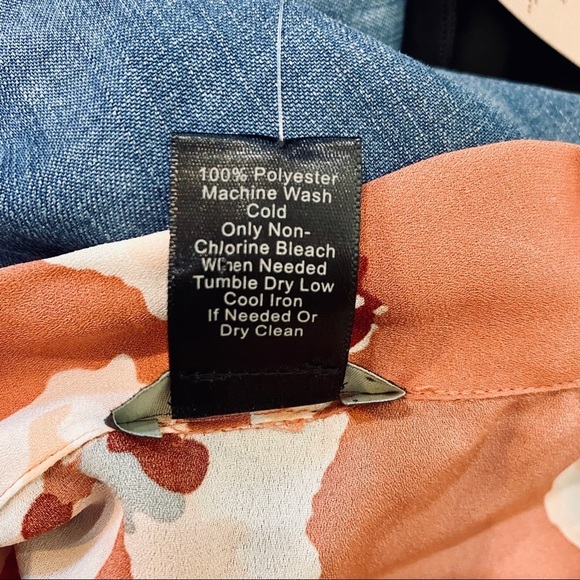 100% Polyester
Machine Wash
Cold
Only Non-
Chlorine Bleach
When Needed
Tumble Dry Low
Cool Iron
If Needed Or
Dry Clean